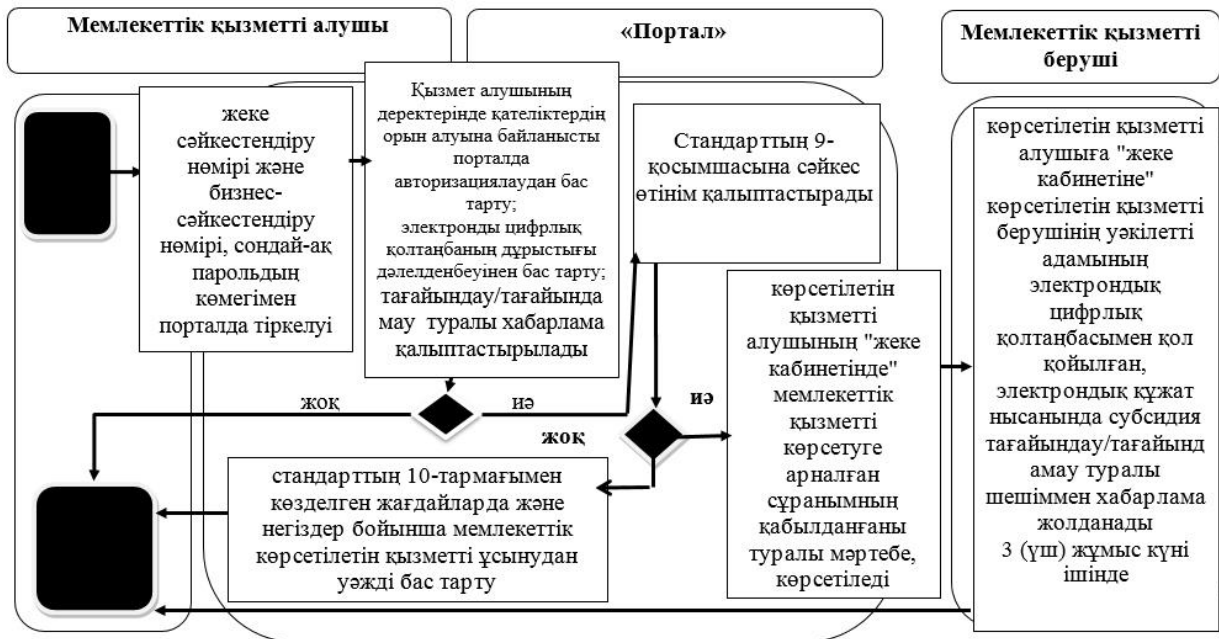 Мемлекеттік қызметті алушы
«Портал»
Мемлекеттік қызметті
беруші
жеке
сәйкестендіру
нөмірі және
бизнес-
сәйкестендіру
нөмірі, сондай-ақ
парольдың
көмегімен
порталда тіркелуі
Қызмет алушының
деректерінде қателіктердің
орын алуына байланысты
порталда
авторизациялаудан бас
тарту;
электронды цифрлық
қолтаңбаның дұрыстығы
дәлелденбеуінен бас тарту;
тағайындау/тағайында
мау туралы хабарлама
қалыптастырылады
Стандарттың 9-
қосымшасына сәйкес
өтінім қалыптастырады
көрсетілетін
қызметті
алушының "жеке
кабинетінде"
мемлекеттік
қызметті
көрсетуге
арналған
сұранымның
қабылданғаны
туралы мәртебе,
көрсетіледі
көрсетілетін қызметті
алушыға "жеке
кабинетіне"
көрсетілетін қызметті
берушінің уәкілетті
адамының
электрондық
цифрлық
қолтаңбасымен қол
қойылған,
электрондық құжат
нысанында субсидия
тағайындау/тағайынд
амау туралы
шешіммен хабарлама
жолданады
3 (үш) жұмыс күні
ішінде
жоқ
иә
жоқ
иә
стандарттың 10-тармағымен
көзделген жағдайларда және
негіздер бойынша мемлекеттік
көрсетілетін қызметті ұсынудан
уәжді бас тарту